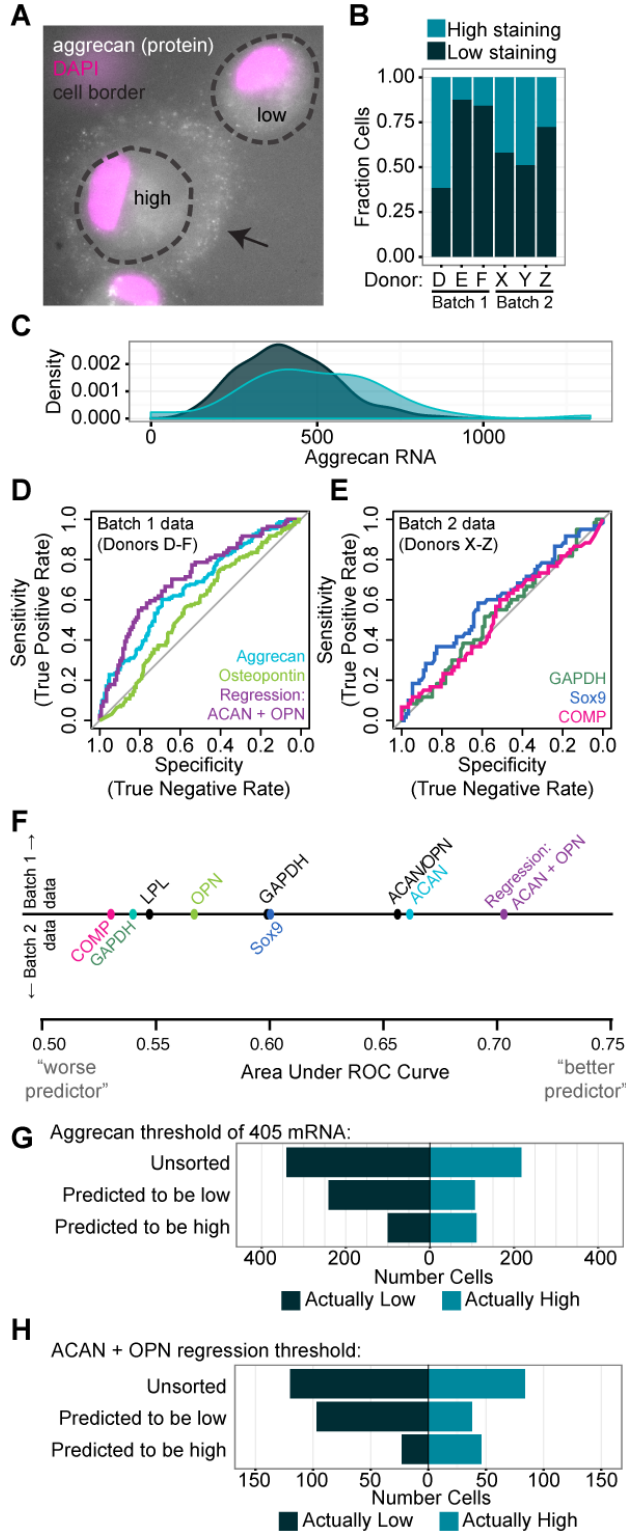 A
aggrecan (protein)
DAPI
cell border
low
high
B
High staining
Low staining
Fraction Cells
1.00
0.75
0.50
0.25
0.00
Donor: D E F X Y Z
Batch 1 Batch 2
C
Density
0.002
0.001
0.000
0 500 1000
Aggrecan RNA
D
Batch 1 data
(Donors D-F)
Sensitivity
(True Positive Rate)
1.0
0.8
0.6
0.4
0.2
0.0
Aggrecan
Osteopontin
Regression:
ACAN + OPN
1.0 0.8 0.6 0.4 0.2 0.0
Specificity
(True Negative Rate)
E
Batch 2 data
(Donors X-Z)
Sensitivity
(True Positive Rate)
1.0
0.8
0.6
0.4
0.2
0.0
GAPDH
Sox9
COMP
1.0 0.8 0.6 0.4 0.2 0.0
Specificity
(True Negative Rate)
F
Batch 1 →
data
← Batch 2
data
LPL
OPN
GAPDH
ACAN/OPN
ACAN
Regression:
ACAN + OPN
COMP
GAPDH
Sox9
0.50 0.55 0.60 0.65 0.70 0.75
"worse
predictor"
Area Under ROC Curve
"better
predictor"
G
Aggrecan threshold of 405 mRNA:
Unsorted
Predicted to be low
Predicted to be high
400 200 0 200 400
Number Cells
Actually Low Actually High
H
ACAN + OPN regression threshold:
Unsorted
Predicted to be low
Predicted to be high
150 100 50 0 50 100 150
Number Cells
Actually Low Actually High